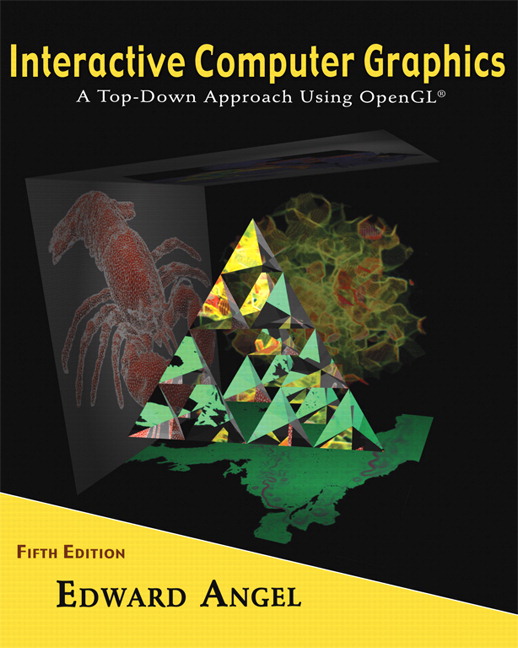 Interactive Computer Graphics
A Top-Down Approach Using OpenGL®
FIFTH EDITION
EDWARD ANGEL